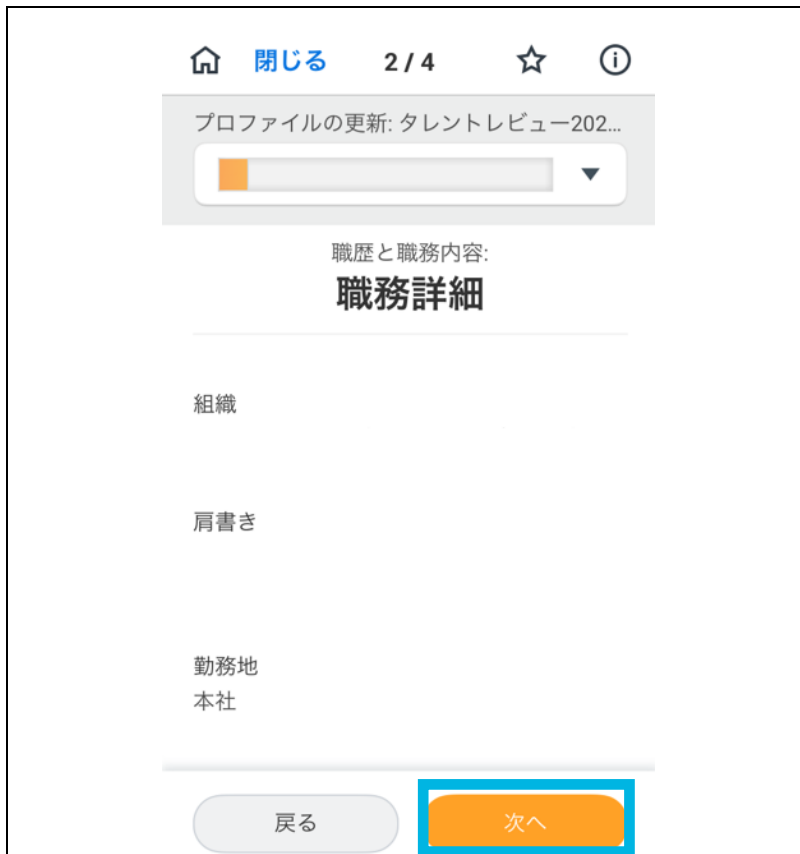 閉じる 2 / 4
プロファイルの更新: タレントレビュー202...
職歴と職務内容:
職務詳細
組織
肩書き
勤務地
本社
戻る 次へ